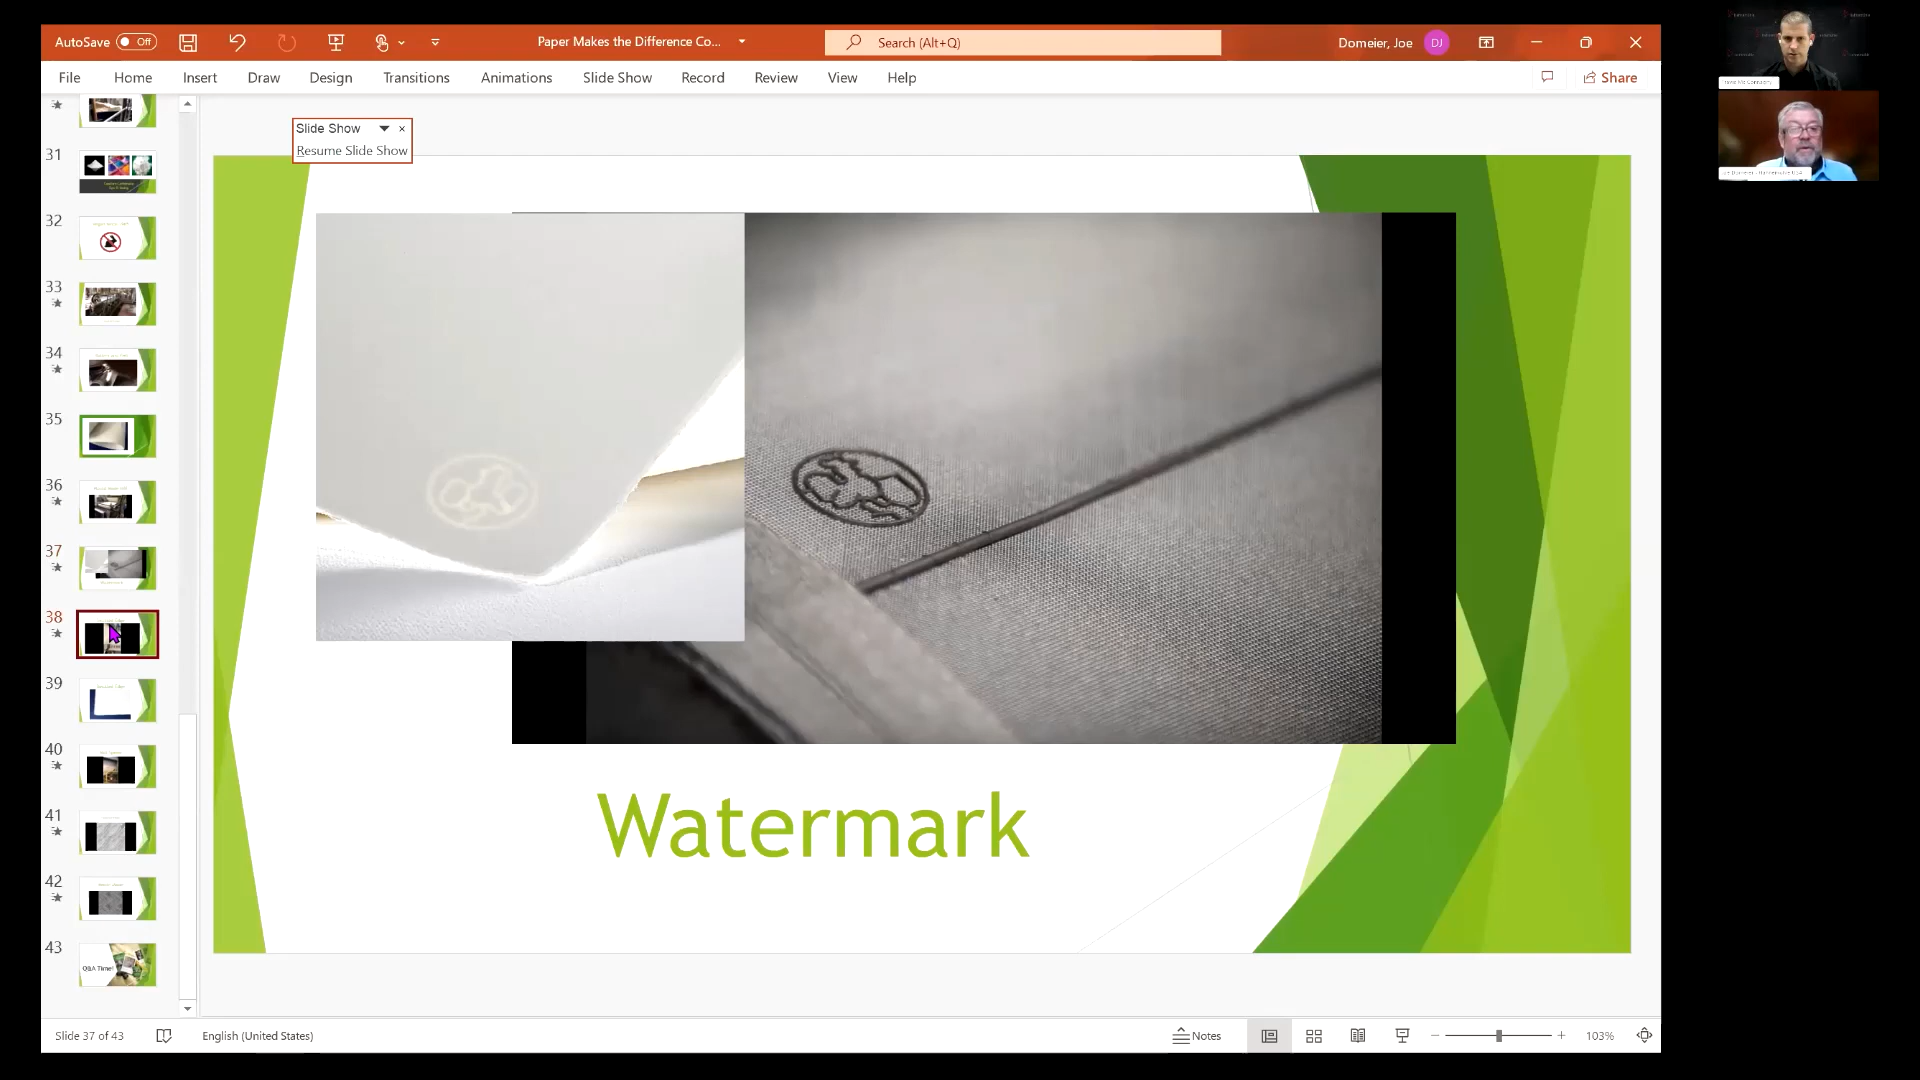 AutoSave Off Paper Makes the Difference Co... Search (Alt+Q) Domeier, Joe DJ
File Home Insert Draw Design Transitions Animations Slide Show Record Review View Help Share
Slide Show
Resume Slide Show
31
32
33
34
35
36
37
38
39
40
41
42
43
Q&A Time!
Watermark
Slide 37 of 43 English (United States) Notes 103%